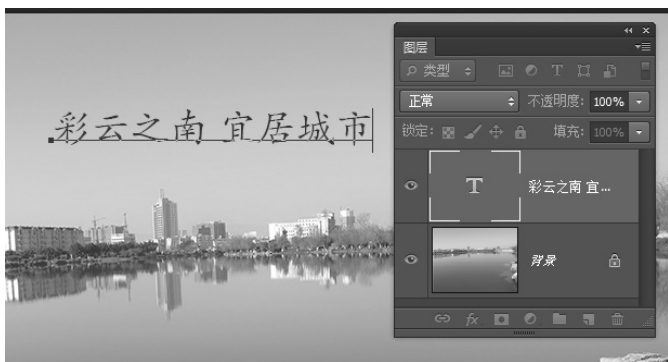 彩云之南 宜居城市
图层
类型
正常
不透明度: 100%
锁定:
填充: 100%
T
彩云之南 宜...
背景
fx